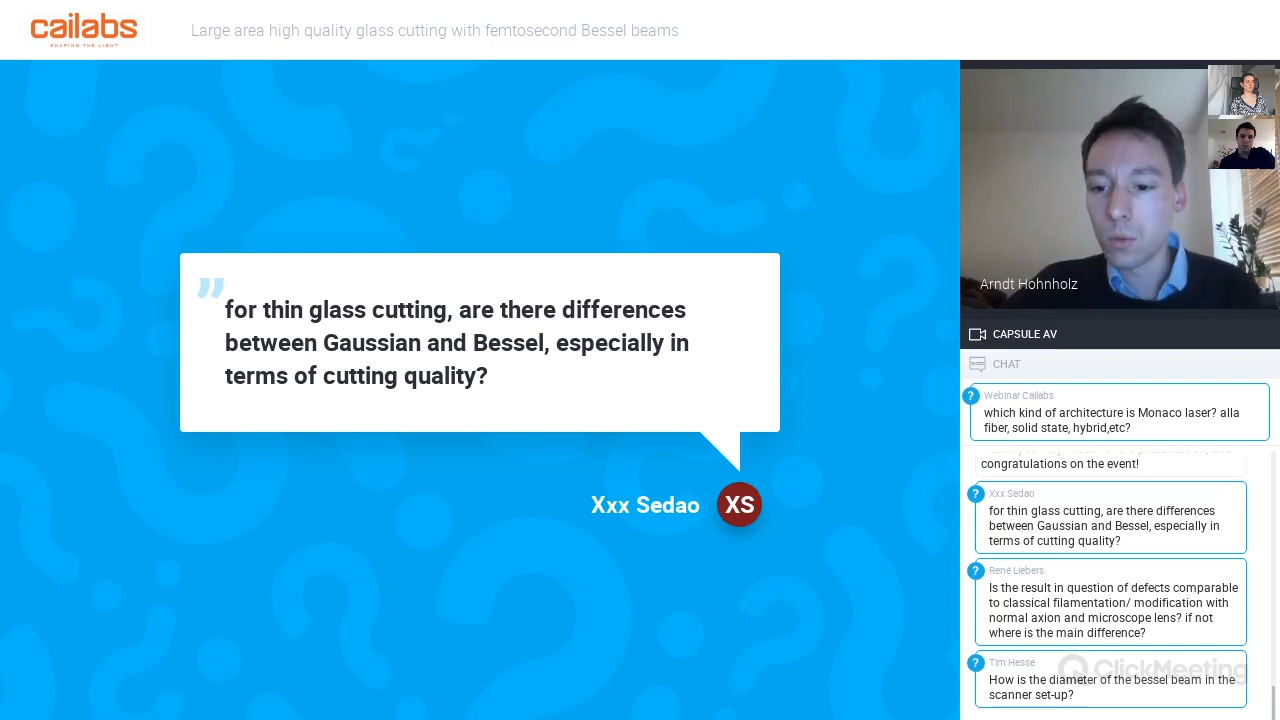 cailabs
SHAPING THE LIGHT
Large area high quality glass cutting with femtosecond Bessel beams
”
for thin glass cutting, are there differences
between Gaussian and Bessel, especially in
terms of cutting quality?
Xxx Sedao
XS
Arndt Hohnholz
CAPSULE AV
CHAT
?
Webinar Cailabs
which kind of architecture is Monaco laser? alla
fiber, solid state, hybrid,etc?
congratulations on the event!
?
Xxx Sedao
for thin glass cutting, are there differences
between Gaussian and Bessel, especially in
terms of cutting quality?
?
René Liebers
Is the result in question of defects comparable
to classical filamentation/ modification with
normal axion and microscope lens? if not
where is the main difference?
?
Tim Hesse
How is the diameter of the bessel beam in the
scanner set-up?
ClickMeeting